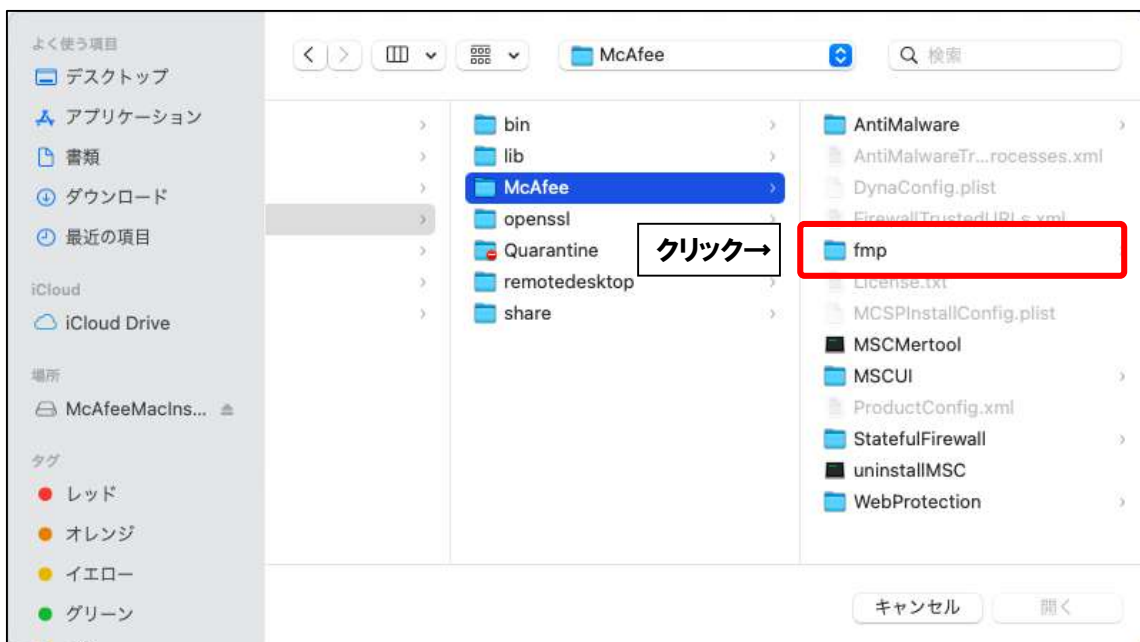 よく使う項目
デスクトップ
アプリケーション
書類
ダウンロード
最近の項目
iCloud
iCloud Drive
場所
McAfeeMacIns...
タグ
レッド
オレンジ
イエロー
グリーン
McAfee
検索
bin
lib
McAfee
openssl
Quarantine
remotedesktop
share
クリック→
AntiMalware
AntiMalwareTr...rocesses.xml
DynaConfig.plist
FirewallTrustedURLs.xml
fmp
License.txt
MCSPInstallConfig.plist
MSCMertool
MSCUI
ProductConfig.xml
StatefulFirewall
uninstallMSC
WebProtection
キャンセル
開く